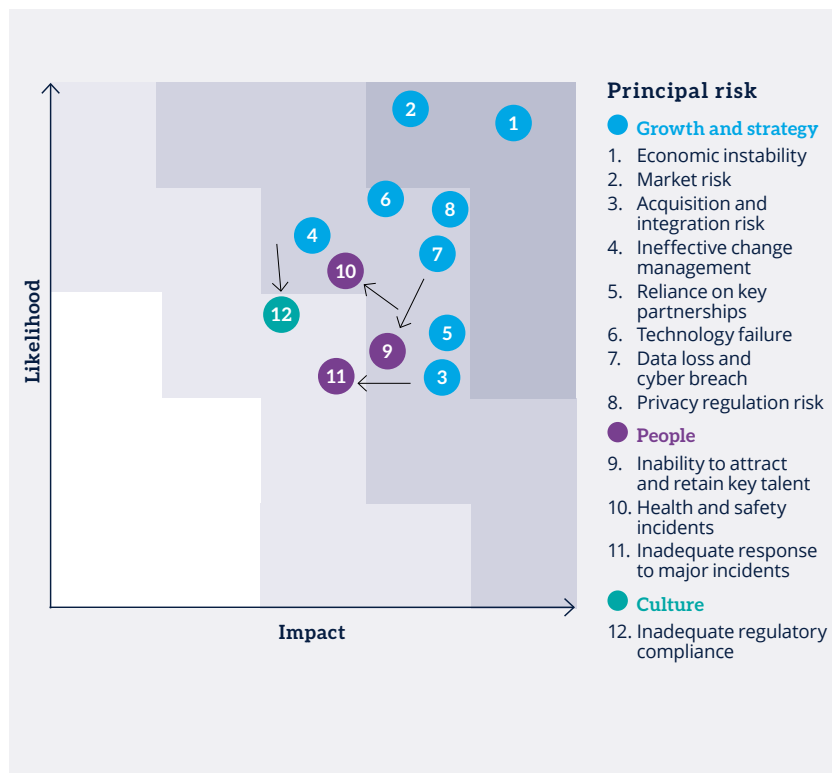 Likelihood
Impact
2
1
6
8
4
7
10
12
5
9
11
3
Principal risk
Growth and strategy
1. Economic instability
2. Market risk
3. Acquisition and
integration risk
4. Ineffective change
management
5. Reliance on key
partnerships
6. Technology failure
7. Data loss and
cyber breach
8. Privacy regulation risk
People
9. Inability to attract
and retain key talent
10. Health and safety
incidents
11. Inadequate response
to major incidents
Culture
12. Inadequate regulatory
compliance